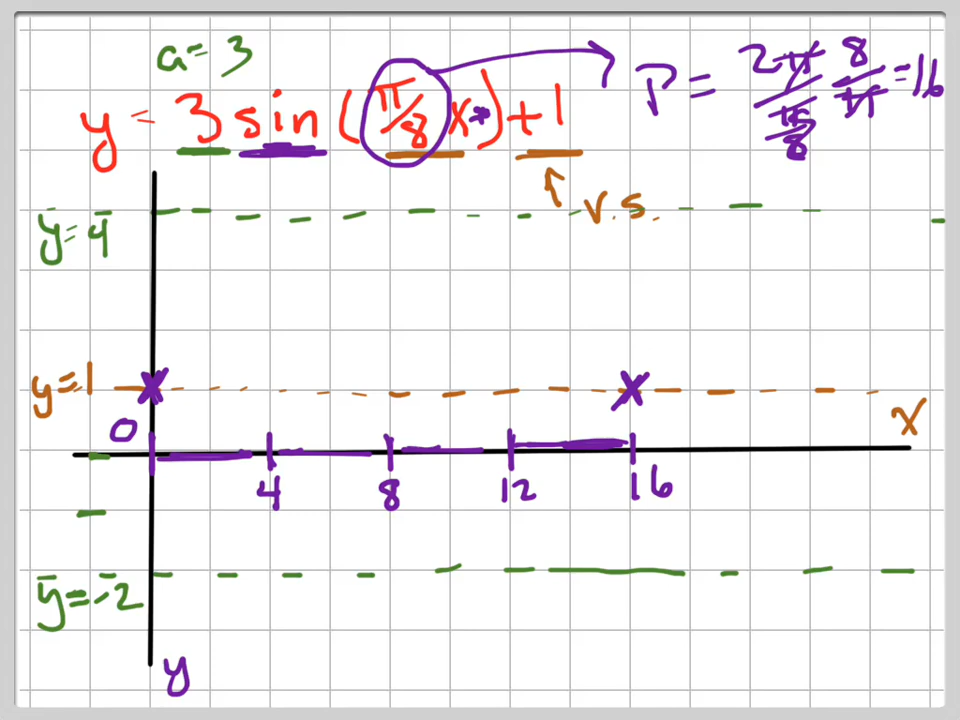 a = 3
y = 3 sin (π/8 x) + 1
P = 2π/(π/8) 8/π = 16
v.s.
y = 4
y = 1
0
x
4 8 12 16
y = -2
y